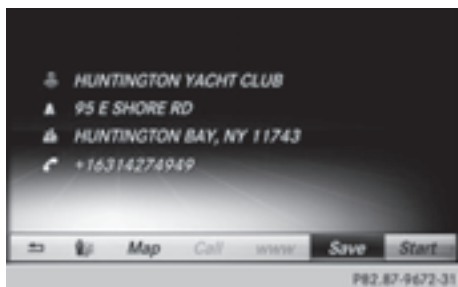 HUNTINGTON YACHT CLUB
95 E SHORE RD
HUNTINGTON BAY, NY 11743
+16314274949
Map Call www Save Start
P82.87-9672-31